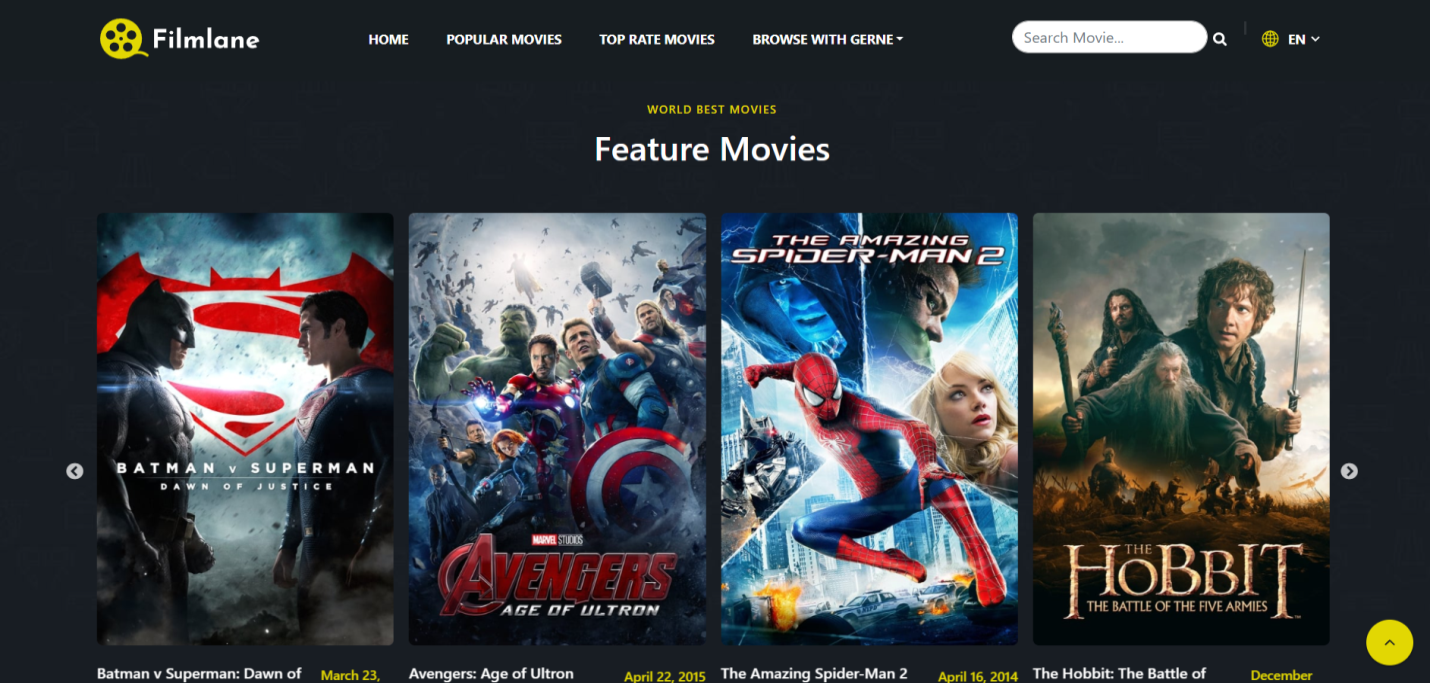 Filmlane
HOME
POPULAR MOVIES
TOP RATE MOVIES
BROWSE WITH GERNE
Search Movie...
EN
WORLD BEST MOVIES
Feature Movies
BATMAN v SUPERMAN
DAWN OF JUSTICE
MARVEL STUDIOS
AVENGERS
AGE OF ULTRON
THE AMAZING
SPIDER-MAN 2
THE
HOBBIT
THE BATTLE OF THE FIVE ARMIES
Batman v Superman: Dawn of
March 23,
Avengers: Age of Ultron
April 22, 2015
The Amazing Spider-Man 2
April 16, 2014
The Hobbit: The Battle of
December